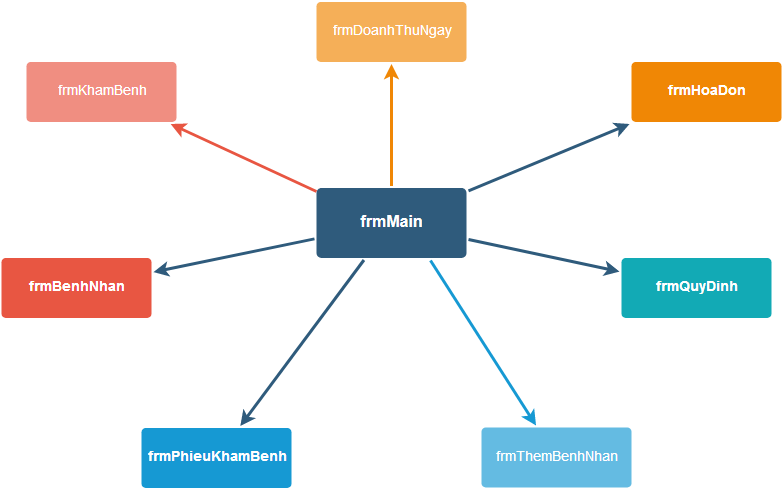 frmDoanhThuNgay
frmKhamBenh
frmHoaDon
frmMain
frmBenhNhan
frmQuyDinh
frmPhieuKhamBenh
frmThemBenhNhan